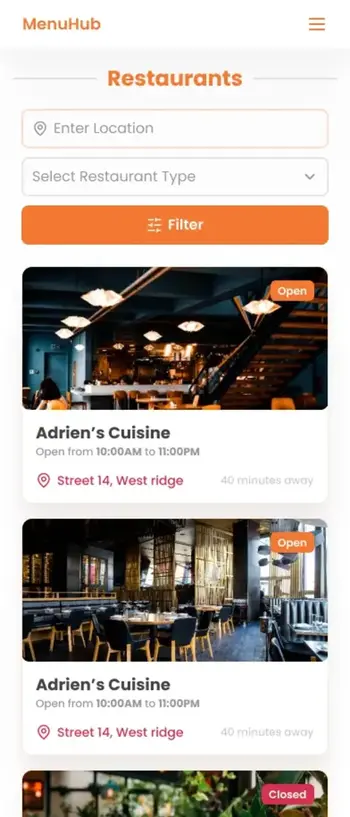 MenuHub
Restaurants
Enter Location
Select Restaurant Type
Filter
Open
Adrien’s Cuisine
Open from 10:00AM to 11:00PM
Street 14, West ridge 40 minutes away
Open
Adrien’s Cuisine
Open from 10:00AM to 11:00PM
Street 14, West ridge 40 minutes away
Closed